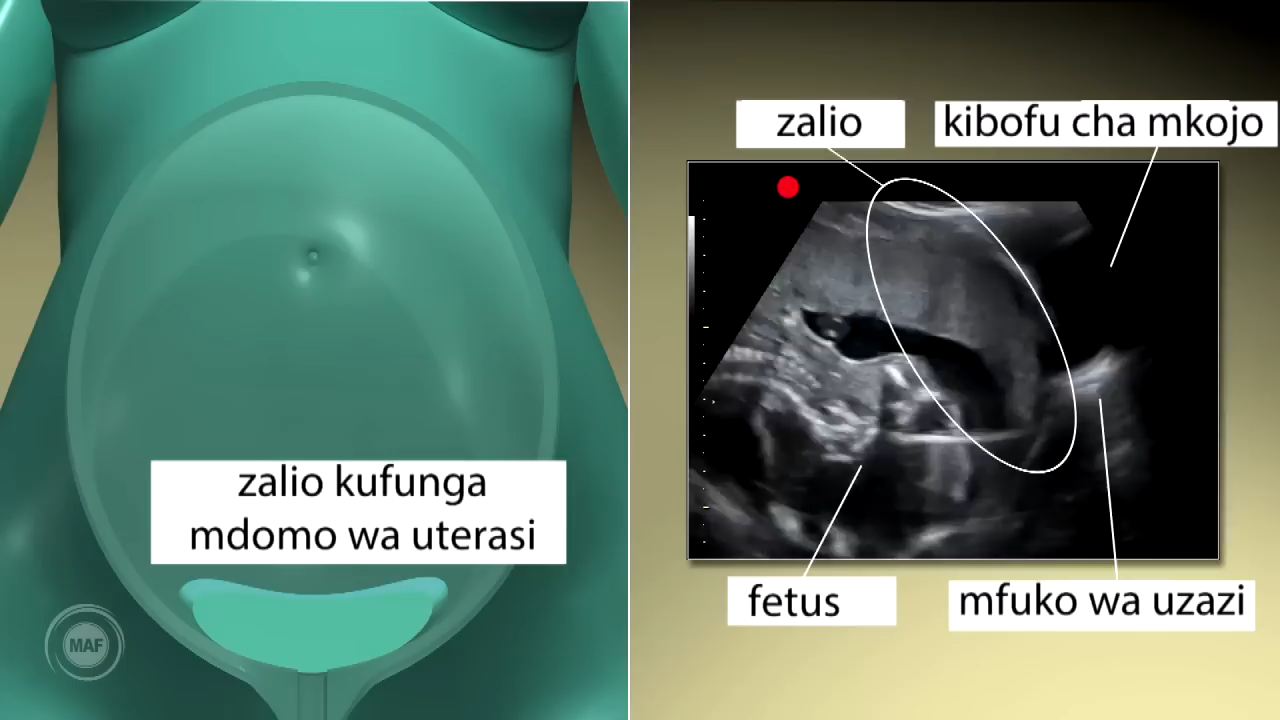 zalio kufunga
mdomo wa uterasi
MAF
zalio
kibofu cha mkojo
fetus
mfuko wa uzazi